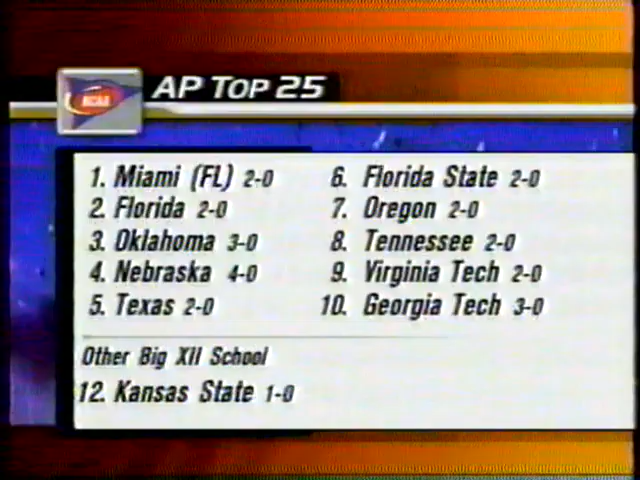 NCAA
AP TOP 25
1. Miami (FL) 2-0
2. Florida 2-0
3. Oklahoma 3-0
4. Nebraska 4-0
5. Texas 2-0
6. Florida State 2-0
7. Oregon 2-0
8. Tennessee 2-0
9. Virginia Tech 2-0
10. Georgia Tech 3-0
Other Big XII School
12. Kansas State 1-0